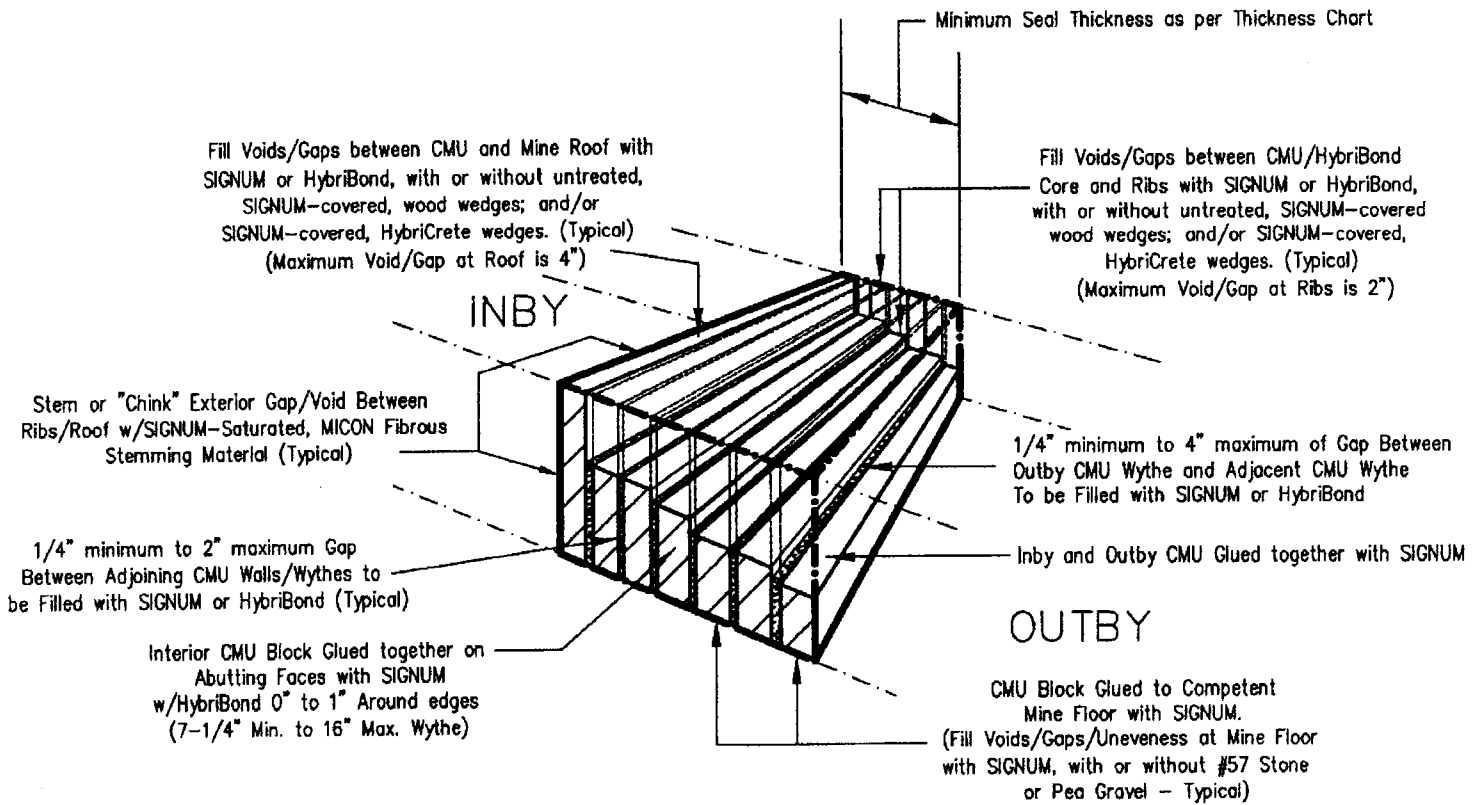 Minimum Seal Thickness as per Thickness Chart
Fill Voids/Gaps between CMU and Mine Roof with
SIGNUM or HybriBond, with or without untreated,
SIGNUM-covered, wood wedges; and/or
SIGNUM-covered, HybriCrete wedges. (Typical)
(Maximum Void/Gap at Roof is 4")
Fill Voids/Gaps between CMU/HybriBond
Core and Ribs with SIGNUM or HybriBond,
with or without untreated, SIGNUM-covered
wood wedges; and/or SIGNUM-covered,
HybriCrete wedges. (Typical)
(Maximum Void/Gap at Ribs is 2")
INBY
Stem or "Chink" Exterior Gap/Void Between
Ribs/Roof w/SIGNUM-Saturated, MICON Fibrous
Stemming Material (Typical)
1/4" minimum to 4" maximum of Gap Between
Outby CMU Wythe and Adjacent CMU Wythe
To be Filled with SIGNUM or HybriBond
1/4" minimum to 2" maximum Gap
Between Adjoining CMU Walls/Wythes to
be Filled with SIGNUM or HybriBond (Typical)
Inby and Outby CMU Glued together with SIGNUM
OUTBY
Interior CMU Block Glued together on
Abutting Faces with SIGNUM
w/HybriBond 0" to 1" Around edges
(7-1/4" Min. to 16" Max. Wythe)
CMU Block Glued to Competent
Mine Floor with SIGNUM.
(Fill Voids/Gaps/Uneveness at Mine Floor
with SIGNUM, with or without #57 Stone
or Pea Gravel - Typical)